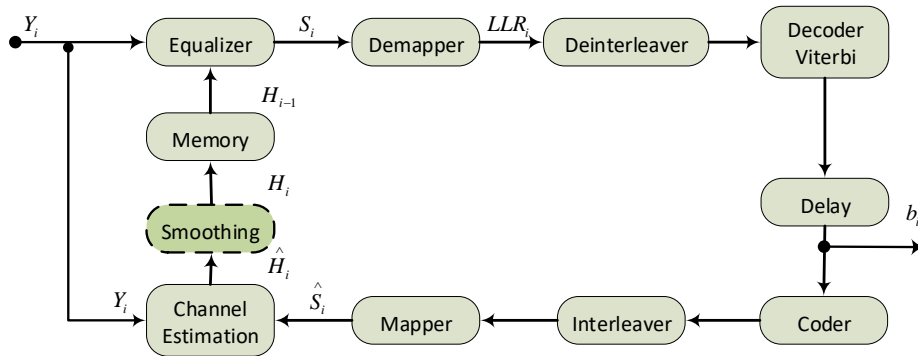 Y_i
Equalizer
S_i
Demapper
LLR_i
Deinterleaver
Decoder
Viterbi
H_{i-1}
Memory
H_i
Smoothing
Ĥ_i
Delay
b_i
Y_i
Channel
Estimation
Ŝ_i
Mapper
Interleaver
Coder